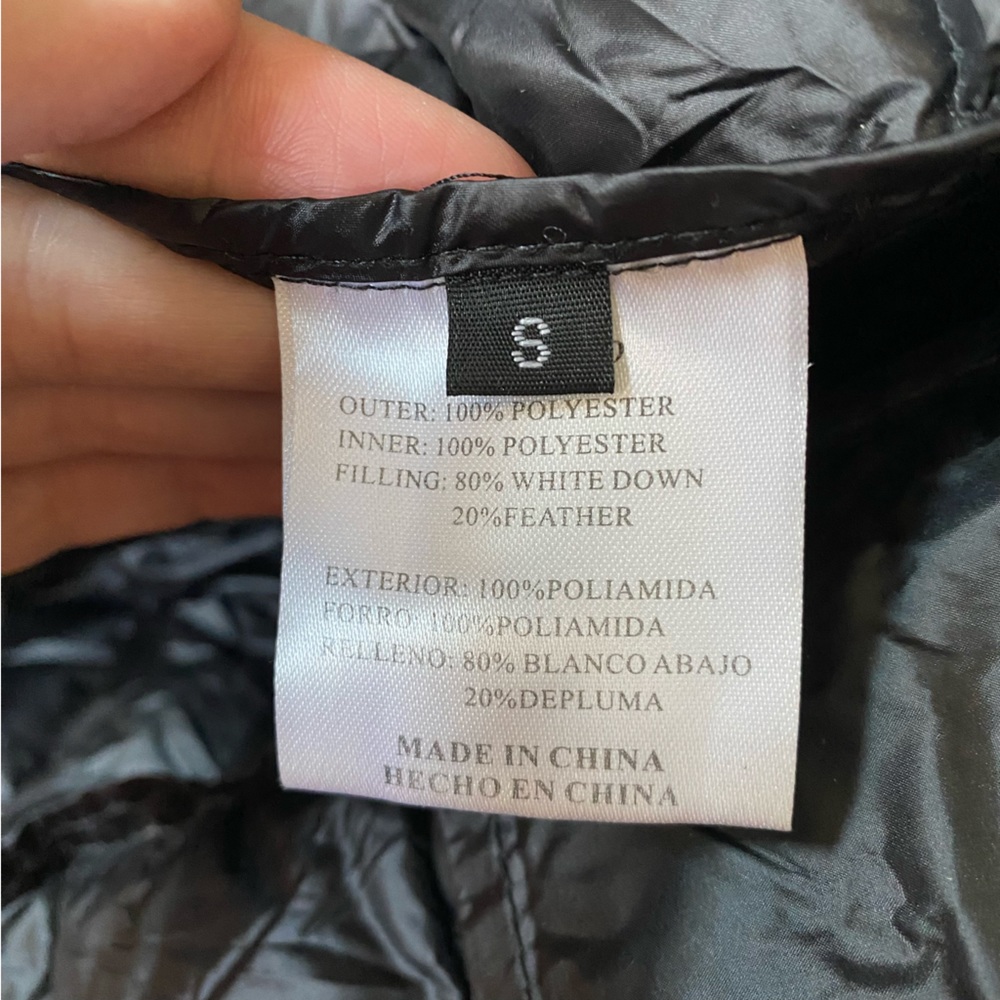 S
OUTER: 100% POLYESTER
INNER: 100% POLYESTER
FILLING: 80% WHITE DOWN
20%FEATHER
EXTERIOR: 100%POLIAMIDA
FORRO: 100%POLIAMIDA
RELLENO: 80% BLANCO ABAJO
20%DEPLUMA
MADE IN CHINA
HECHO EN CHINA